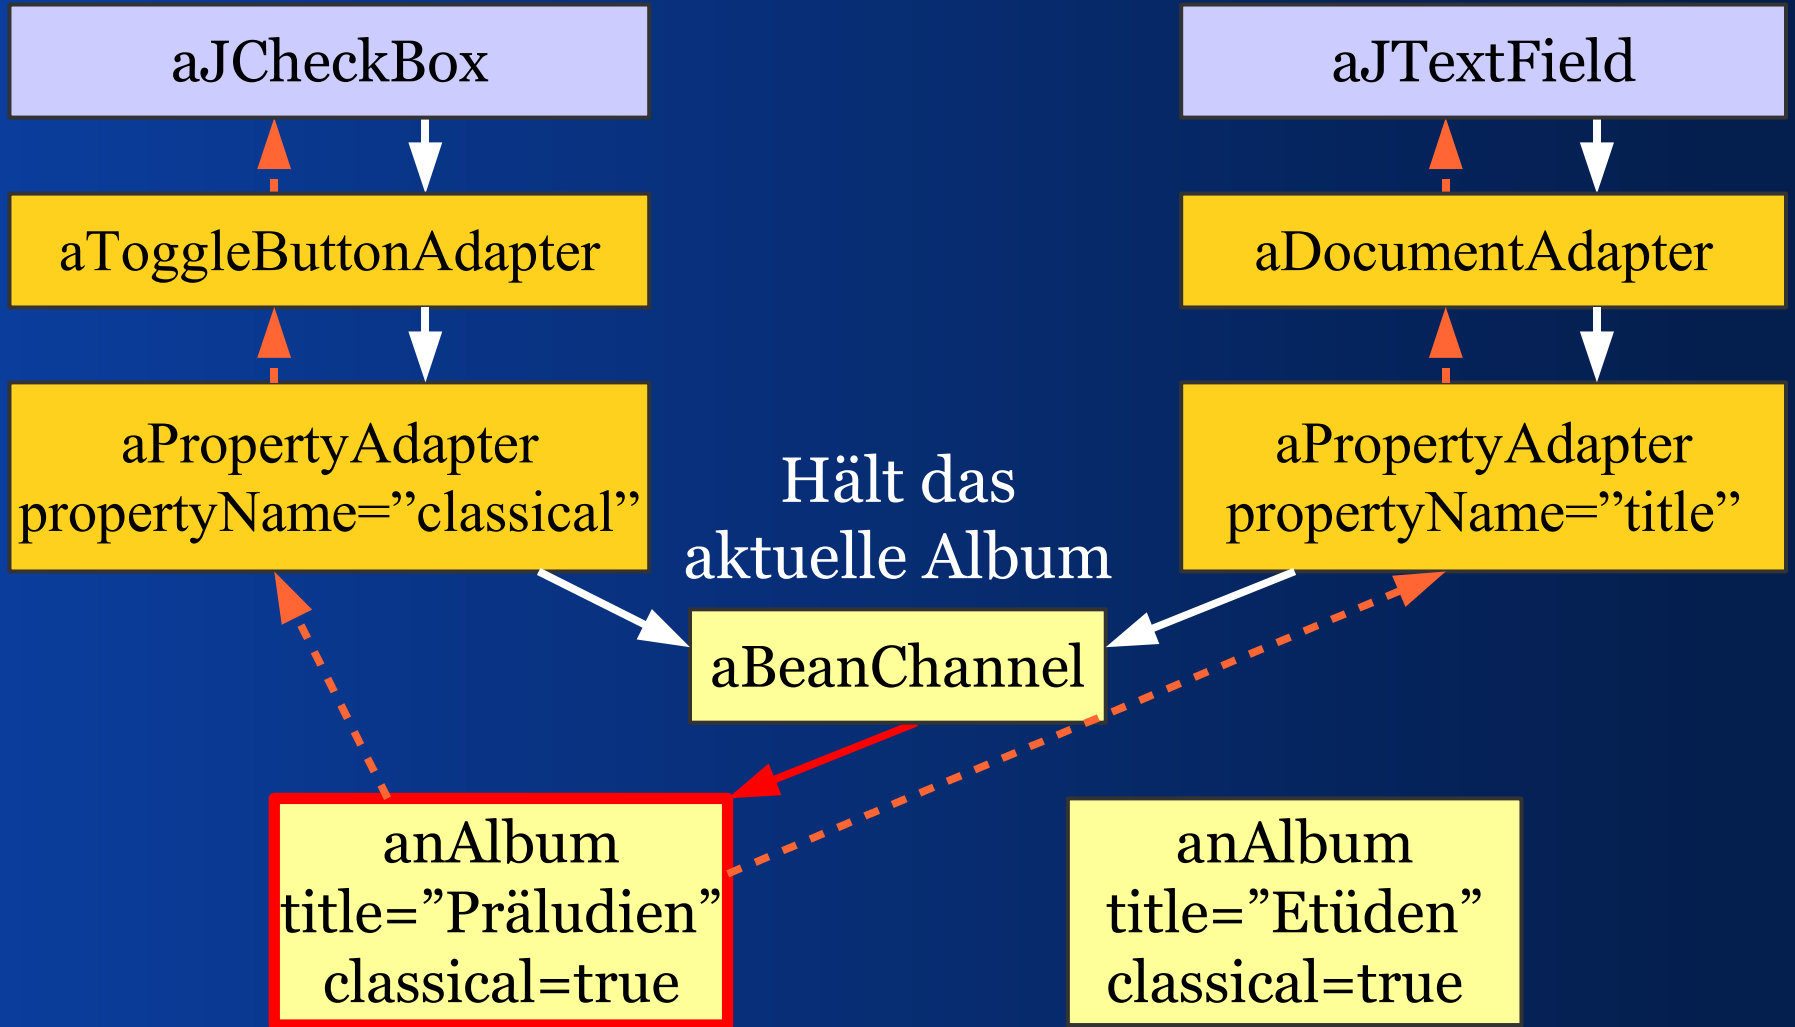 aJCheckBox
aJTextField
aToggleButtonAdapter
aDocumentAdapter
aPropertyAdapter
propertyName=”classical”
aPropertyAdapter
propertyName=”title”
Hält das
aktuelle Album
aBeanChannel
anAlbum
title=”Präludien”
classical=true
anAlbum
title=”Etüden”
classical=true